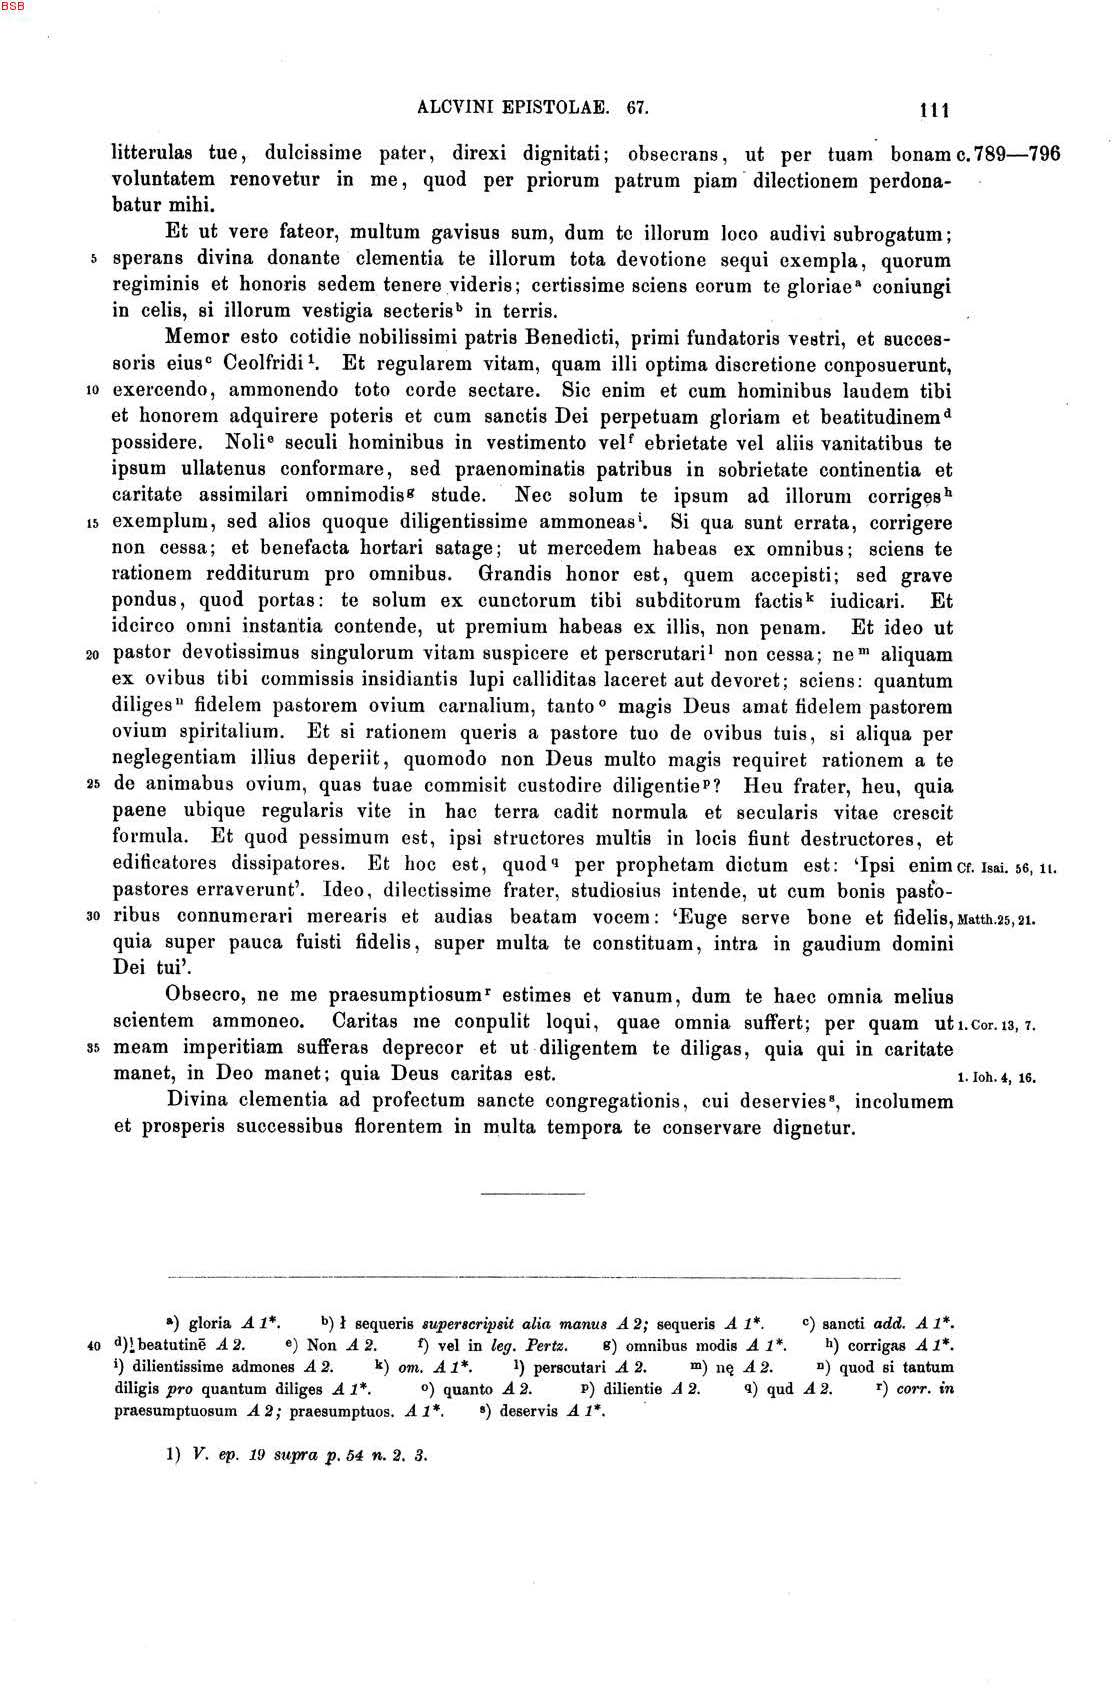 BSB
ALCVINI EPISTOLAE. 67. 111
litterulas tue, dulcissime pater, direxi dignitati; obsecrans, ut per tuam bonam c. 789—796
voluntatem renovetur in me, quod per priorum patrum piam dilectionem perdona-
batur mihi.
Et ut vere fateor, multum gavisus sum, dum te illorum loco audivi subrogatum;
5 sperans divina donante clementia te illorum tota devotione sequi exempla, quorum
regiminis et honoris sedem tenere videris; certissime sciens eorum te gloriaeᵃ coniungi
in celis, si illorum vestigia secterisᵇ in terris.
Memor esto cotidie nobilissimi patris Benedicti, primi fundatoris vestri, et succes-
soris eiusᶜ Ceolfridi¹. Et regularem vitam, quam illi optima discretione conposuerunt,
10 exercendo, ammonendo toto corde sectare. Sic enim et cum hominibus laudem tibi
et honorem adquirere poteris et cum sanctis Dei perpetuam gloriam et beatitudinemᵈ
possidere. Noliᵉ seculi hominibus in vestimento velᶠ ebrietate vel aliis vanitatibus te
ipsum ullatenus conformare, sed praenominatis patribus in sobrietate continentia et
caritate assimilari omnimodisᵍ stude. Nec solum te ipsum ad illorum corrigęsʰ
15 exemplum, sed alios quoque diligentissime ammoneasⁱ. Si qua sunt errata, corrigere
non cessa; et benefacta hortari satage; ut mercedem habeas ex omnibus; sciens te
rationem redditurum pro omnibus. Grandis honor est, quem accepisti; sed grave
pondus, quod portas: te solum ex cunctorum tibi subditorum factisᵏ iudicari. Et
idcirco omni instantia contende, ut premium habeas ex illis, non penam. Et ideo ut
20 pastor devotissimus singulorum vitam suspicere et perscrutariˡ non cessa; neᵐ aliquam
ex ovibus tibi commissis insidiantis lupi calliditas laceret aut devoret; sciens: quantum
diligesⁿ fidelem pastorem ovium carnalium, tantoᵒ magis Deus amat fidelem pastorem
ovium spiritalium. Et si rationem queris a pastore tuo de ovibus tuis, si aliqua per
neglegentiam illius deperiit, quomodo non Deus multo magis requiret rationem a te
25 de animabus ovium, quas tuae commisit custodire diligentieᵖ? Heu frater, heu, quia
paene ubique regularis vite in hac terra cadit normula et secularis vitae crescit
formula. Et quod pessimum est, ipsi structores multis in locis fiunt destructores, et
edificatores dissipatores. Et hoc est, quod^q per prophetam dictum est: ‘Ipsi enim Cf. Isai. 56, 11.
pastores erraverunt’. Ideo, dilectissime frater, studiosius intende, ut cum bonis pasto-
30 ribus connumerari merearis et audias beatam vocem: ‘Euge serve bone et fidelis, Matth. 25, 21.
quia super pauca fuisti fidelis, super multa te constituam, intra in gaudium domini
Dei tui’.
Obsecro, ne me praesumptiosumʳ estimes et vanum, dum te haec omnia melius
scientem ammoneo. Caritas me conpulit loqui, quae omnia suffert; per quam ut 1. Cor. 13, 7.
35 meam imperitiam sufferas deprecor et ut diligentem te diligas, quia qui in caritate
manet, in Deo manet; quia Deus caritas est. 1. Ioh. 4, 16.
Divina clementia ad profectum sancte congregationis, cui deserviesˢ, incolumem
et prosperis successibus florentem in multa tempora te conservare dignetur.
a) gloria A 1*. b) ł sequeris superscripsit alia manus A 2; sequeris A 1*. c) sancti add. A 1*.
40 d) beatutinē A 2. e) Non A 2. f) vel in leg. Pertz. g) omnibus modis A 1*. h) corrigas A 1*.
i) dilientissime admones A 2. k) om. A 1*. l) perscutari A 2. m) nę A 2. n) quod si tantum
diligis pro quantum diliges A 1*. o) quanto A 2. p) dilientie A 2. q) qud A 2. r) corr. in
praesumptuosum A 2; praesumptuos. A 1*. s) deservis A 1*.
1) V. ep. 19 supra p. 54 n. 2. 3.